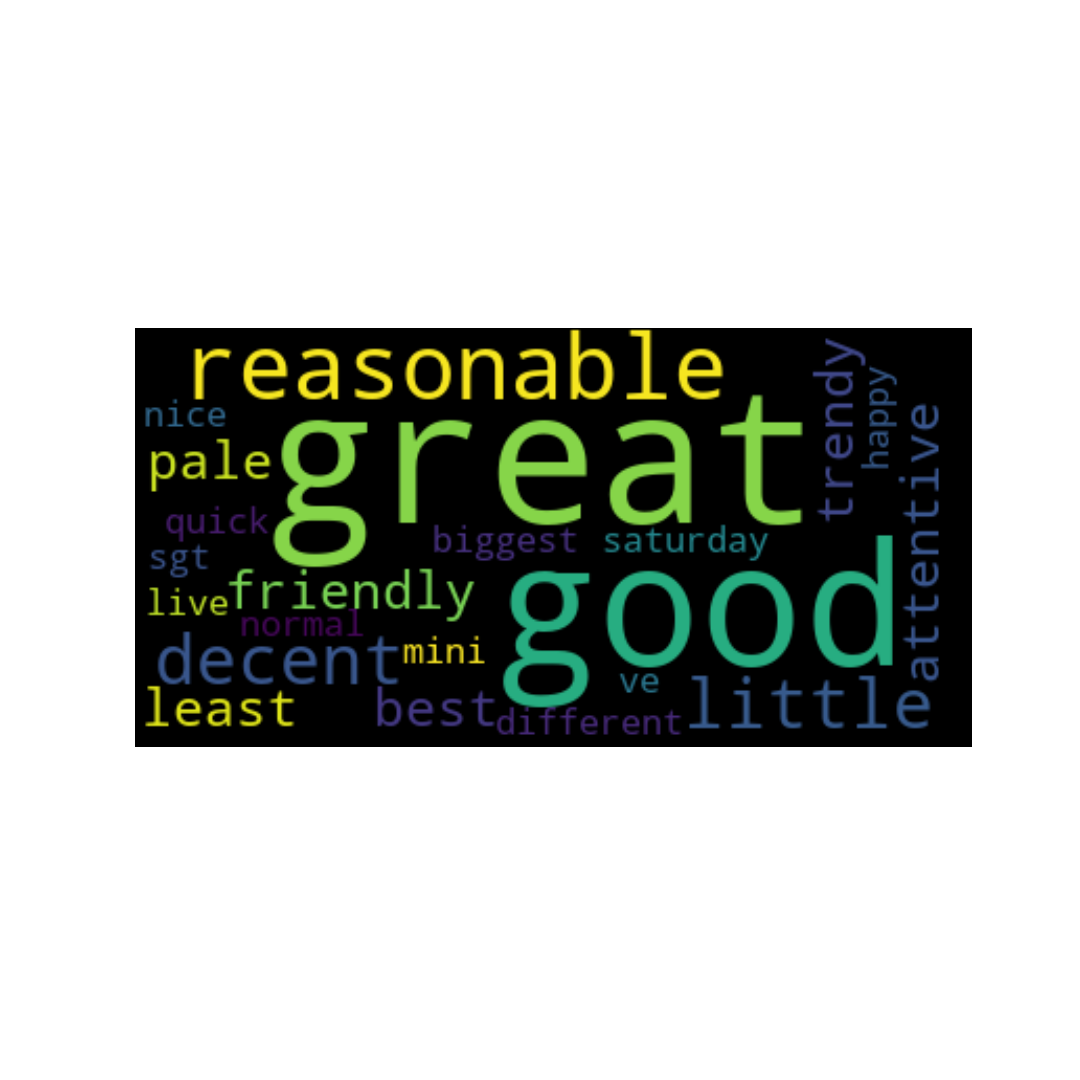 reasonable
trendy
happy
nice
great
attentive
pale
quick
biggest
saturday
sgt
good
live
friendly
normal
decent
mini
ve
least
best
different
little